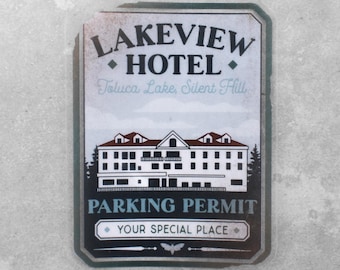 LAKEVIEW
HOTEL
Toluca Lake, Silent Hill
PARKING PERMIT
YOUR SPECIAL PLACE